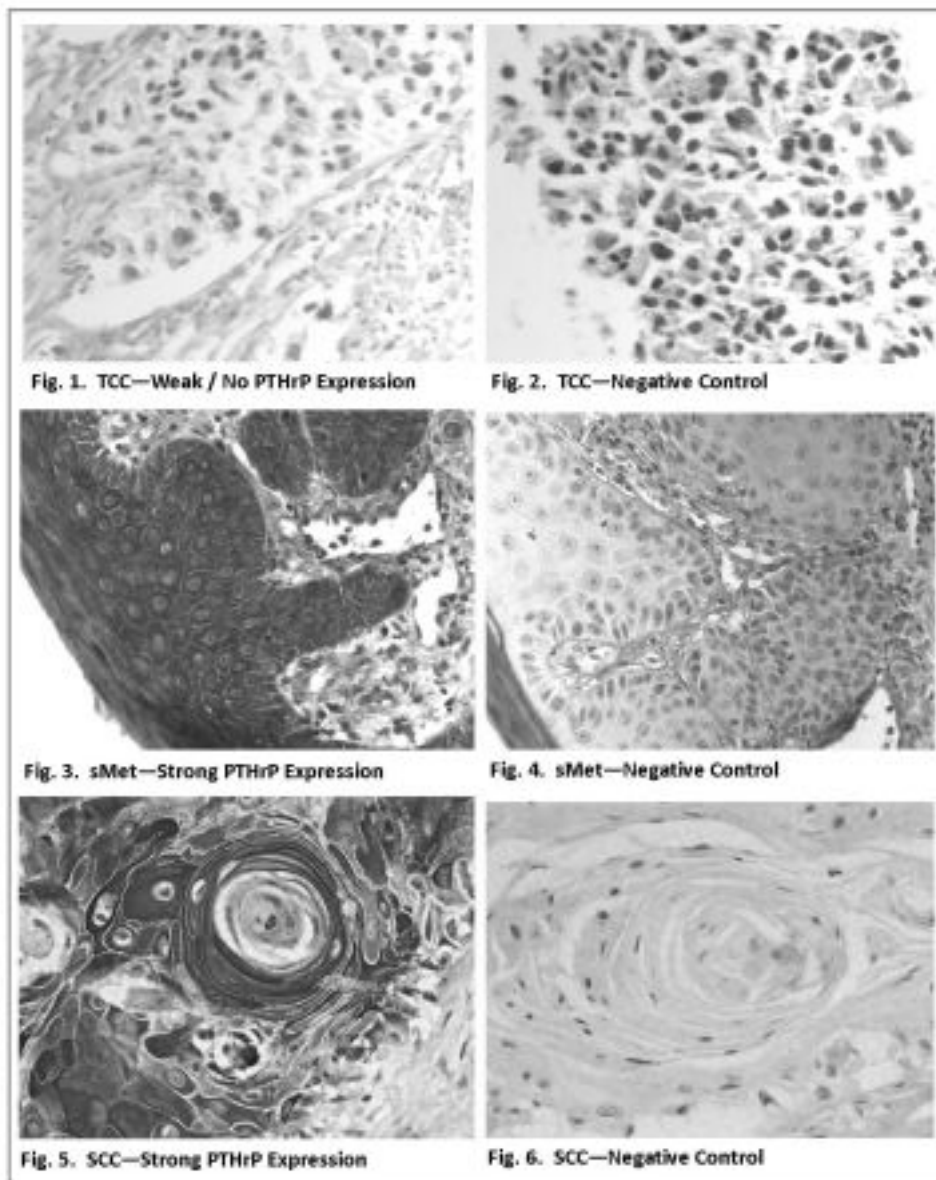 Fig. 1. TCC—Weak / No PTHrP Expression
Fig. 2. TCC—Negative Control
Fig. 3. sMet—Strong PTHrP Expression
Fig. 4. sMet—Negative Control
Fig. 5. SCC—Strong PTHrP Expression
Fig. 6. SCC—Negative Control